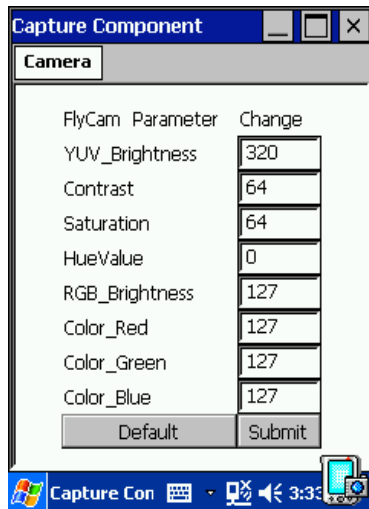 Capture Component
Camera
FlyCam Parameter Change
YUV_Brightness 320
Contrast 64
Saturation 64
HueValue 0
RGB_Brightness 127
Color_Red 127
Color_Green 127
Color_Blue 127
Default Submit
Capture Con 3:33